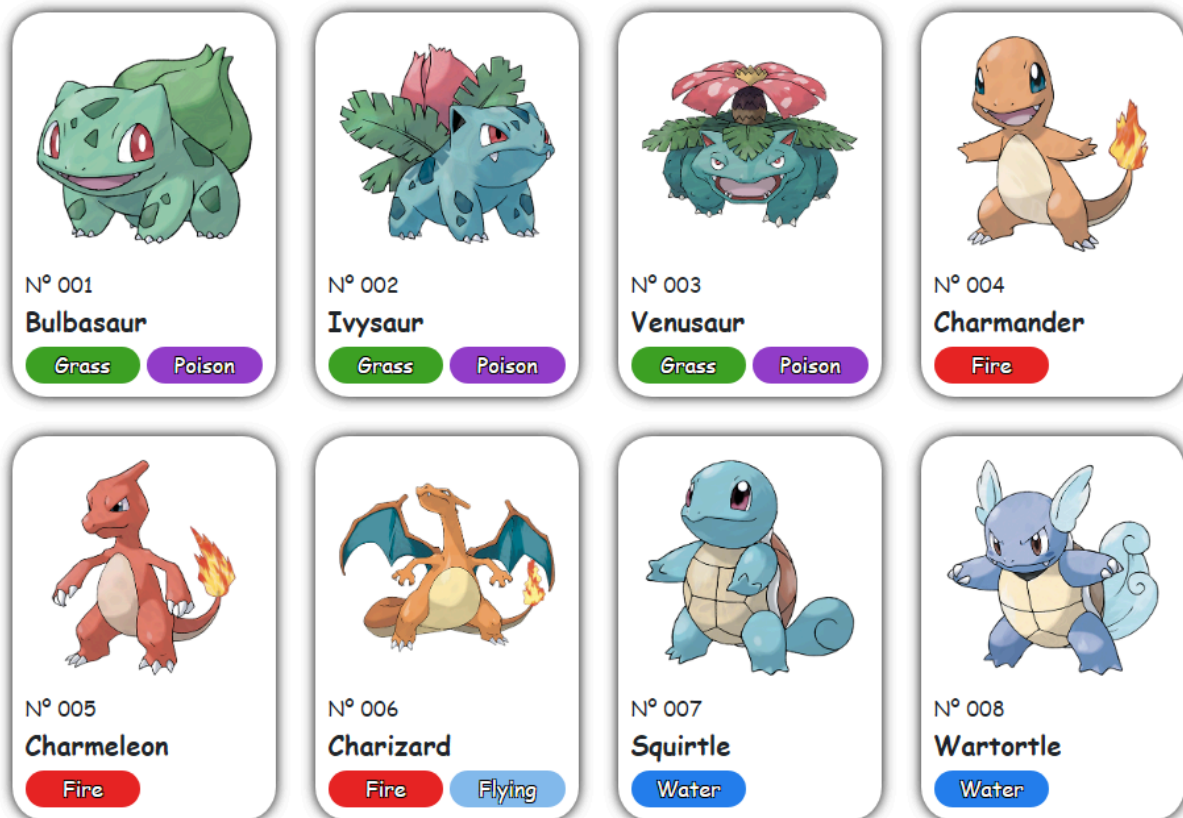 Nº 001
Bulbasaur
Grass Poison
Nº 002
Ivysaur
Grass Poison
Nº 003
Venusaur
Grass Poison
Nº 004
Charmander
Fire
Nº 005
Charmeleon
Fire
Nº 006
Charizard
Fire Flying
Nº 007
Squirtle
Water
Nº 008
Wartortle
Water